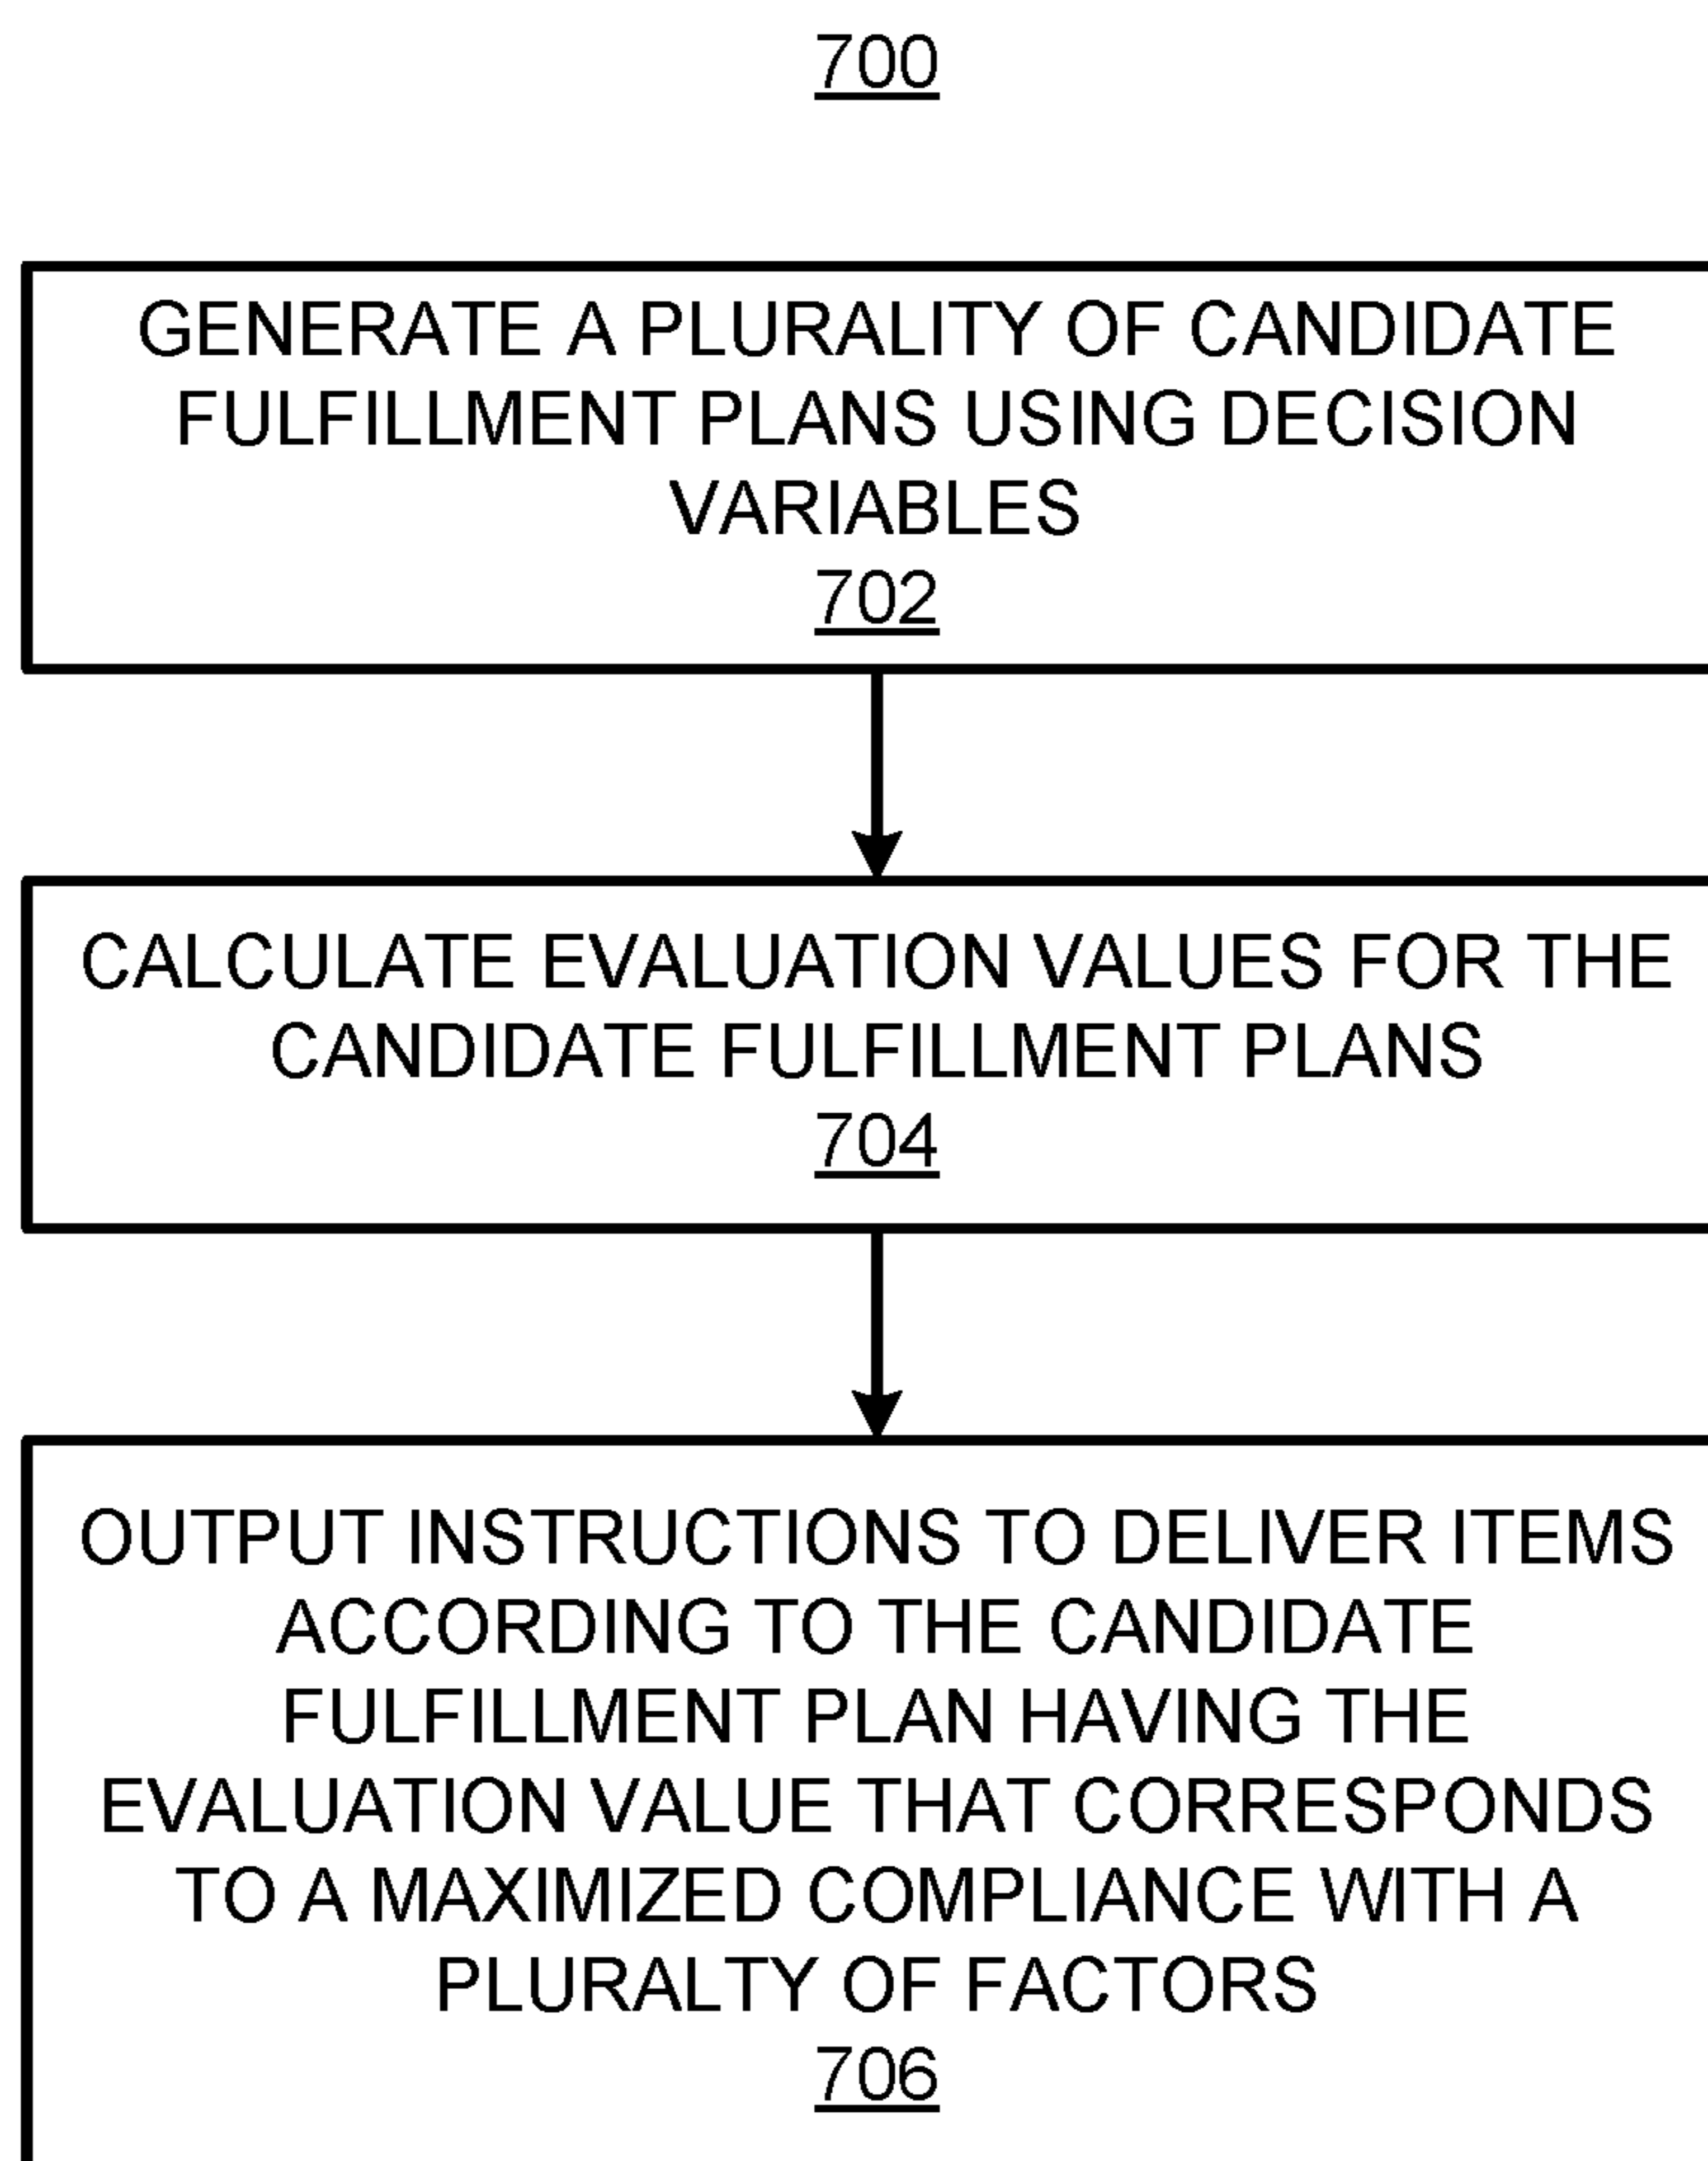 700
GENERATE A PLURALITY OF CANDIDATE
FULFILLMENT PLANS USING DECISION
VARIABLES
702
CALCULATE EVALUATION VALUES FOR THE
CANDIDATE FULFILLMENT PLANS
704
OUTPUT INSTRUCTIONS TO DELIVER ITEMS
ACCORDING TO THE CANDIDATE
FULFILLMENT PLAN HAVING THE
EVALUATION VALUE THAT CORRESPONDS
TO A MAXIMIZED COMPLIANCE WITH A
PLURALTY OF FACTORS
706